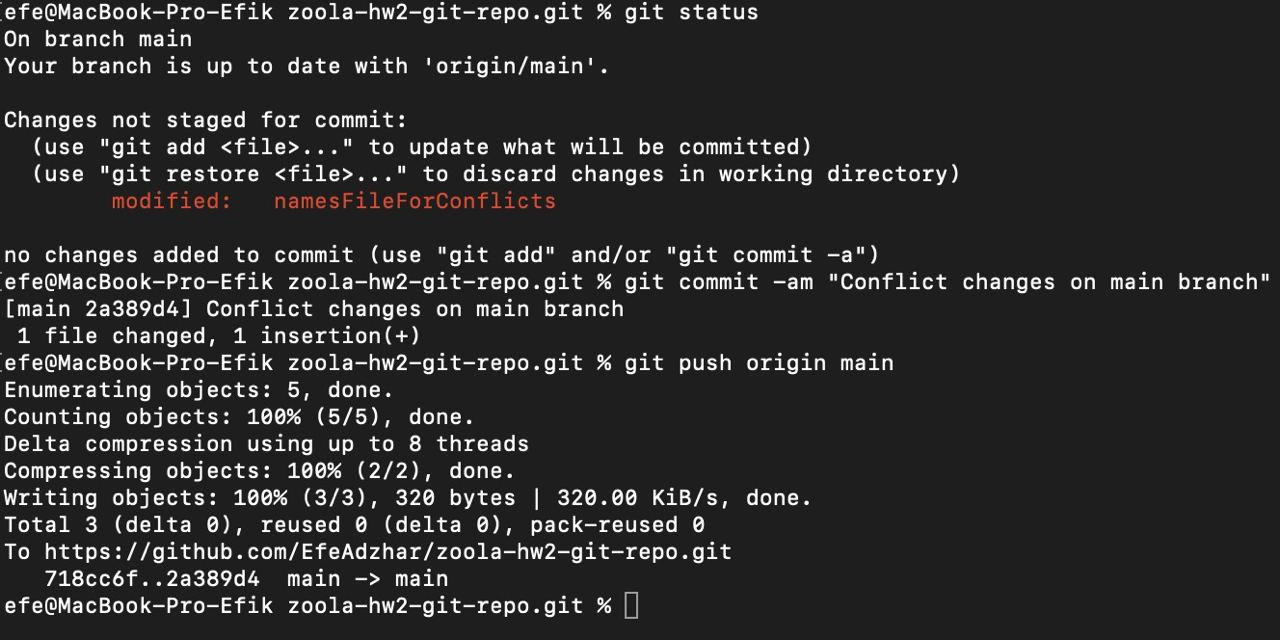 [efe@MacBook-Pro-Efik zoola-hw2-git-repo.git % git status
On branch main
Your branch is up to date with 'origin/main'.
Changes not staged for commit:
(use "git add <file>..." to update what will be committed)
(use "git restore <file>..." to discard changes in working directory)
modified: namesFileForConflicts
no changes added to commit (use "git add" and/or "git commit -a")
[efe@MacBook-Pro-Efik zoola-hw2-git-repo.git % git commit -am "Conflict changes on main branch"
[main 2a389d4] Conflict changes on main branch
1 file changed, 1 insertion(+)
[efe@MacBook-Pro-Efik zoola-hw2-git-repo.git % git push origin main
Enumerating objects: 5, done.
Counting objects: 100% (5/5), done.
Delta compression using up to 8 threads
Compressing objects: 100% (2/2), done.
Writing objects: 100% (3/3), 320 bytes | 320.00 KiB/s, done.
Total 3 (delta 0), reused 0 (delta 0), pack-reused 0
To https://github.com/EfeAdzhar/zoola-hw2-git-repo.git
718cc6f..2a389d4 main -> main
efe@MacBook-Pro-Efik zoola-hw2-git-repo.git %